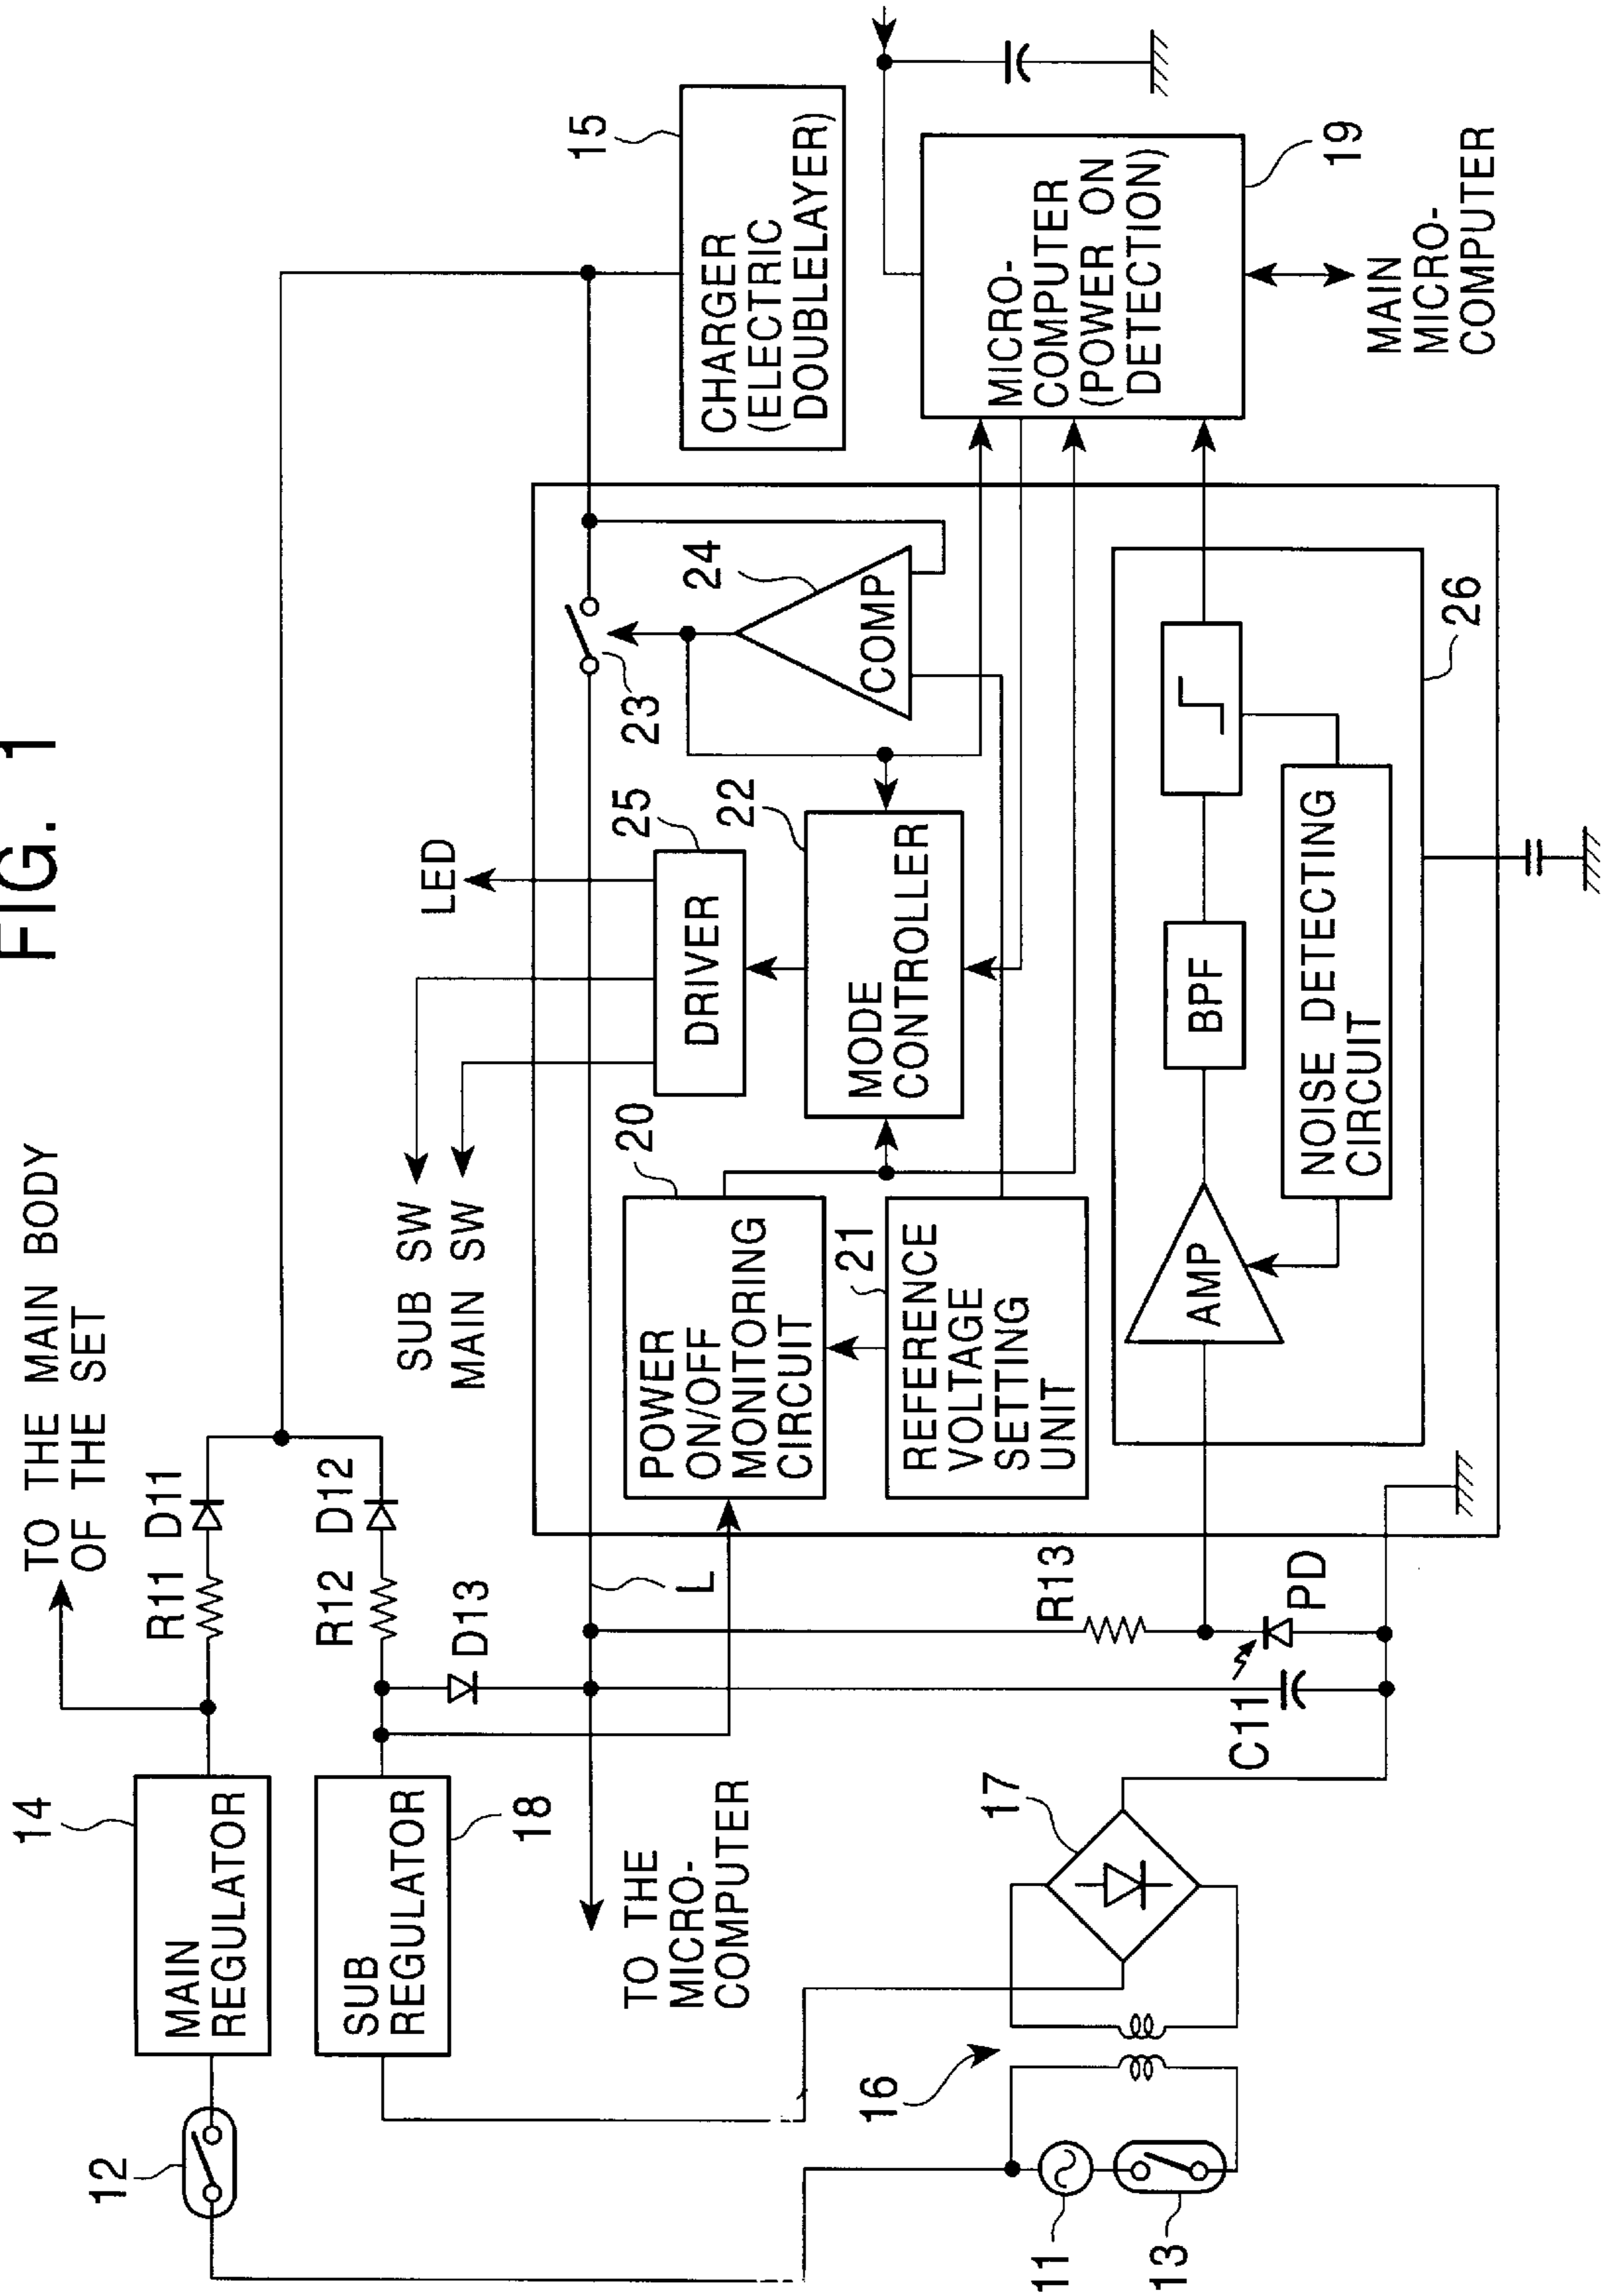 FIG. 1
TO THE MAIN BODY
OF THE SET
14
MAIN
REGULATOR
12
R11
D11
SUB
REGULATOR
18
R12
D12
D13
L
TO THE
MICRO-
COMPUTER
SUB SW
MAIN SW
LED
15
CHARGER
(ELECTRIC
DOUBLELAYER)
20
POWER
ON/OFF
MONITORING
CIRCUIT
21
REFERENCE
VOLTAGE
SETTING
UNIT
25
DRIVER
22
MODE
CONTROLLER
23
24
COMP
MICRO-
COMPUTER
(POWER ON
DETECTION)
19
MAIN
MICRO-
COMPUTER
AMP
BPF
NOISE DETECTING
CIRCUIT
26
R13
PD
C11
17
16
11
13